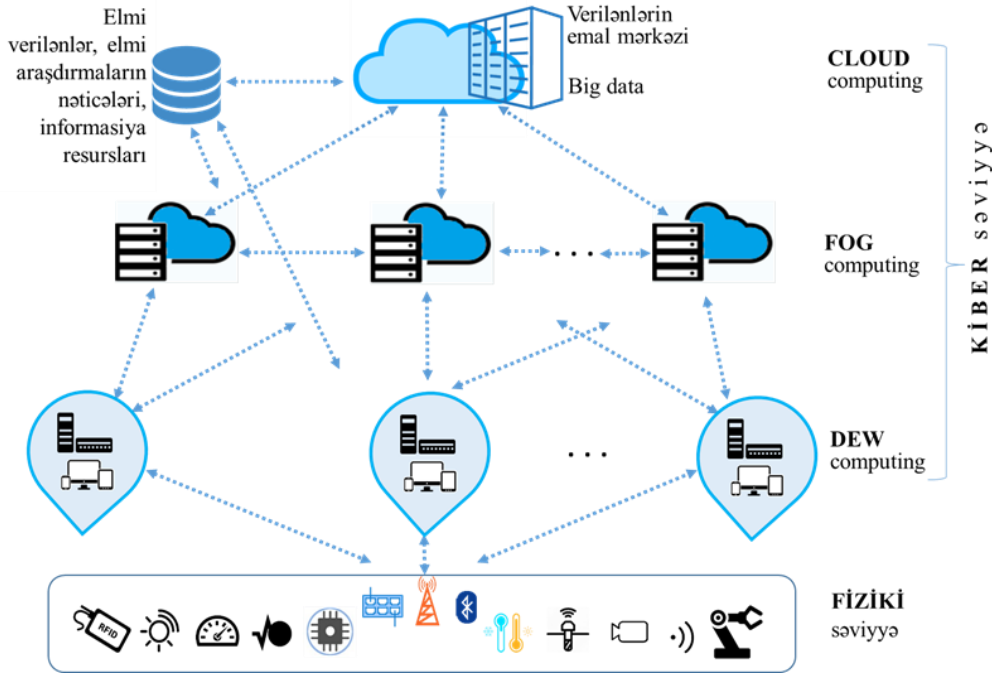 Elmi
verilənlər, elmi
araşdırmaların
nəticələri,
informasiya
resursları
Verilənlərin
emal mərkəzi
Big data
CLOUD
computing
FOG
computing
KİBER səviyyə
DEW
computing
RFID
FİZİKİ
səviyyə